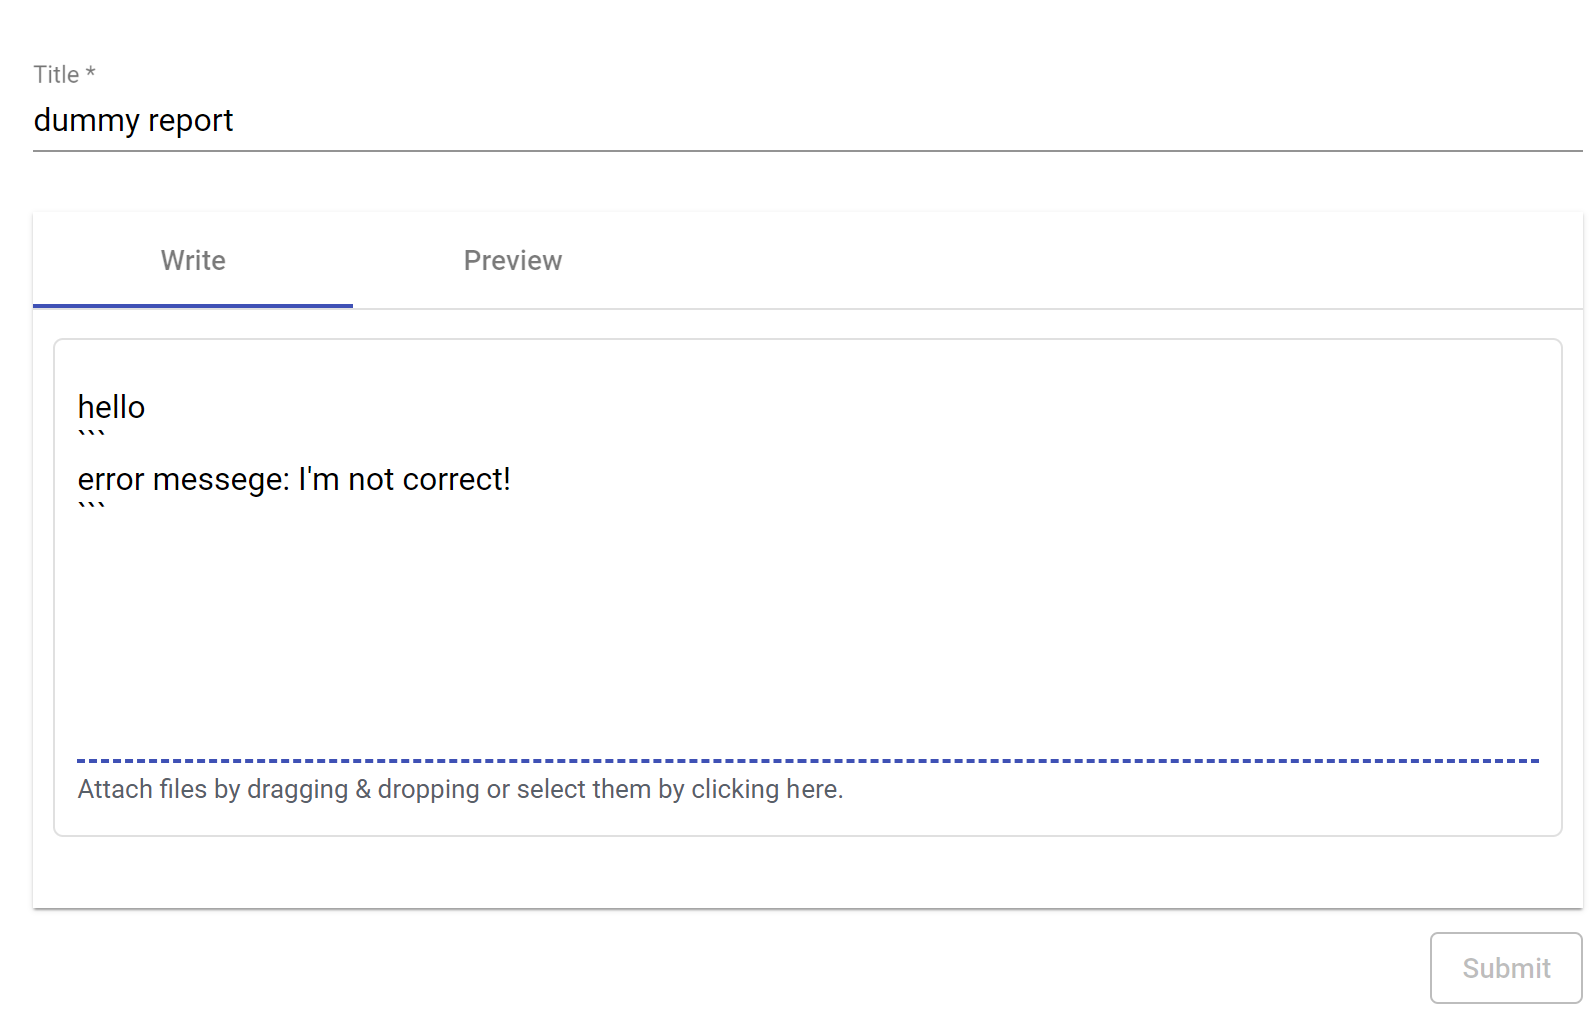 Title *
dummy report
Write
Preview
hello
```
error messege: I'm not correct!
```
Attach files by dragging & dropping or select them by clicking here.
Submit